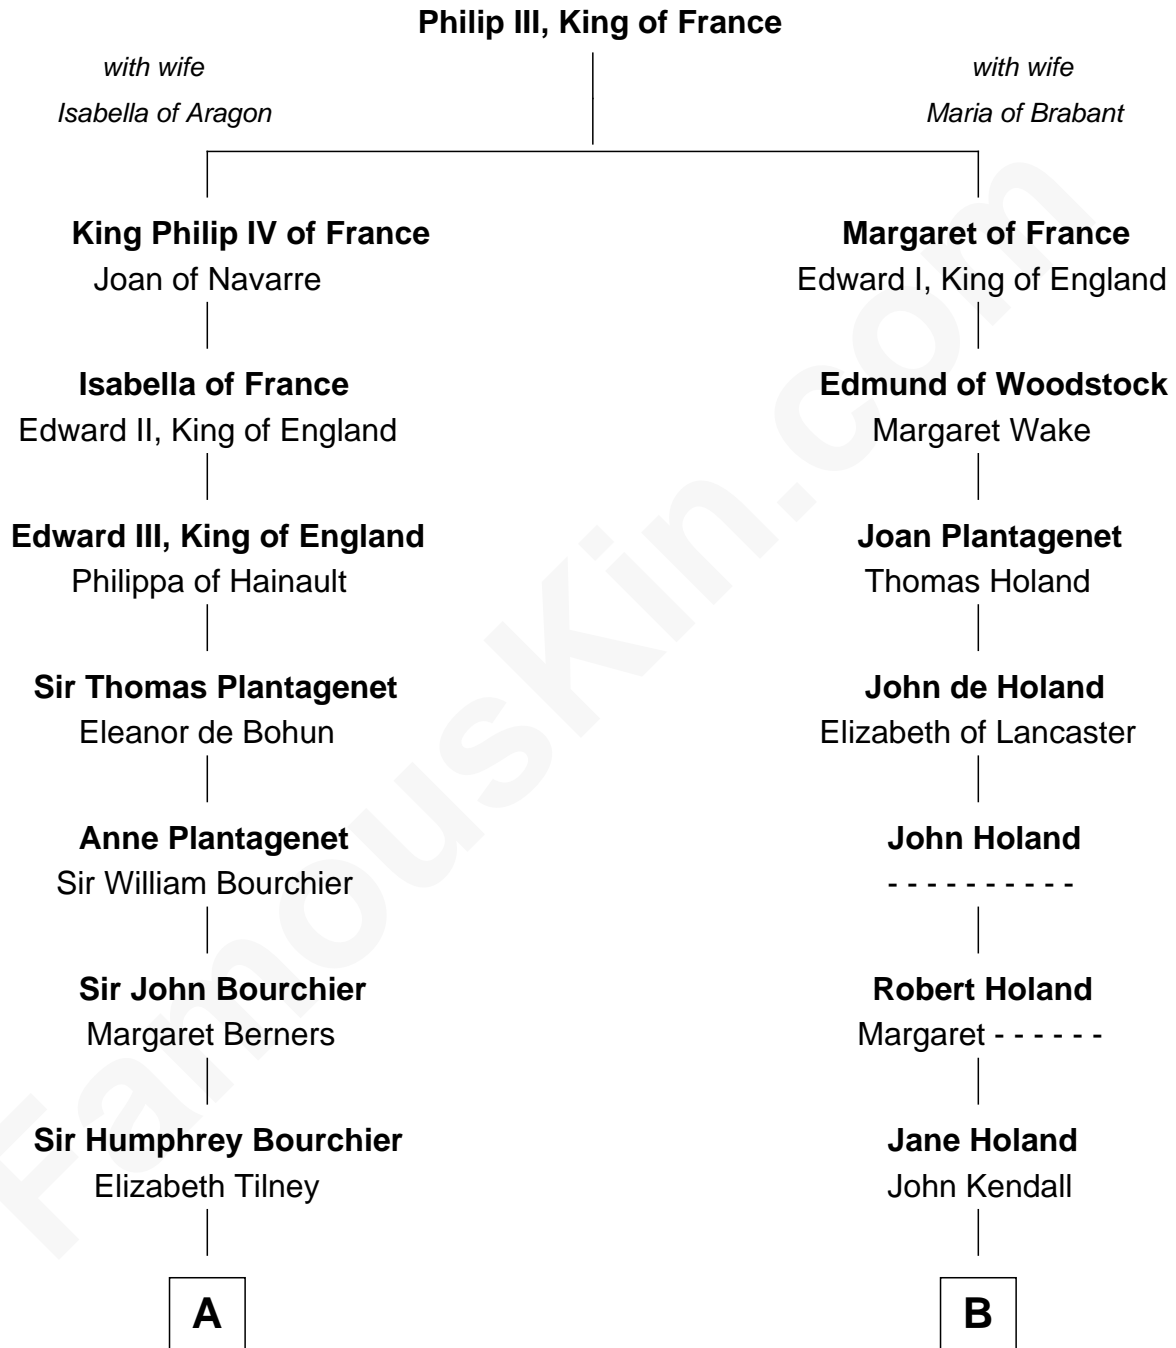 Philip III, King of France
with wife
Isabella of Aragon
with wife
Maria of Brabant
King Philip IV of France
Joan of Navarre
Isabella of France
Edward II, King of England
Edward III, King of England
Philippa of Hainault
Sir Thomas Plantagenet
Eleanor de Bohun
Anne Plantagenet
Sir William Bourchier
Sir John Bourchier
Margaret Berners
Sir Humphrey Bourchier
Elizabeth Tilney
A
Margaret of France
Edward I, King of England
Edmund of Woodstock
Margaret Wake
Joan Plantagenet
Thomas Holand
John de Holand
Elizabeth of Lancaster
John Holand
- - - - - - - - - -
Robert Holand
Margaret - - - - - -
Jane Holand
John Kendall
B
FamousKin.com